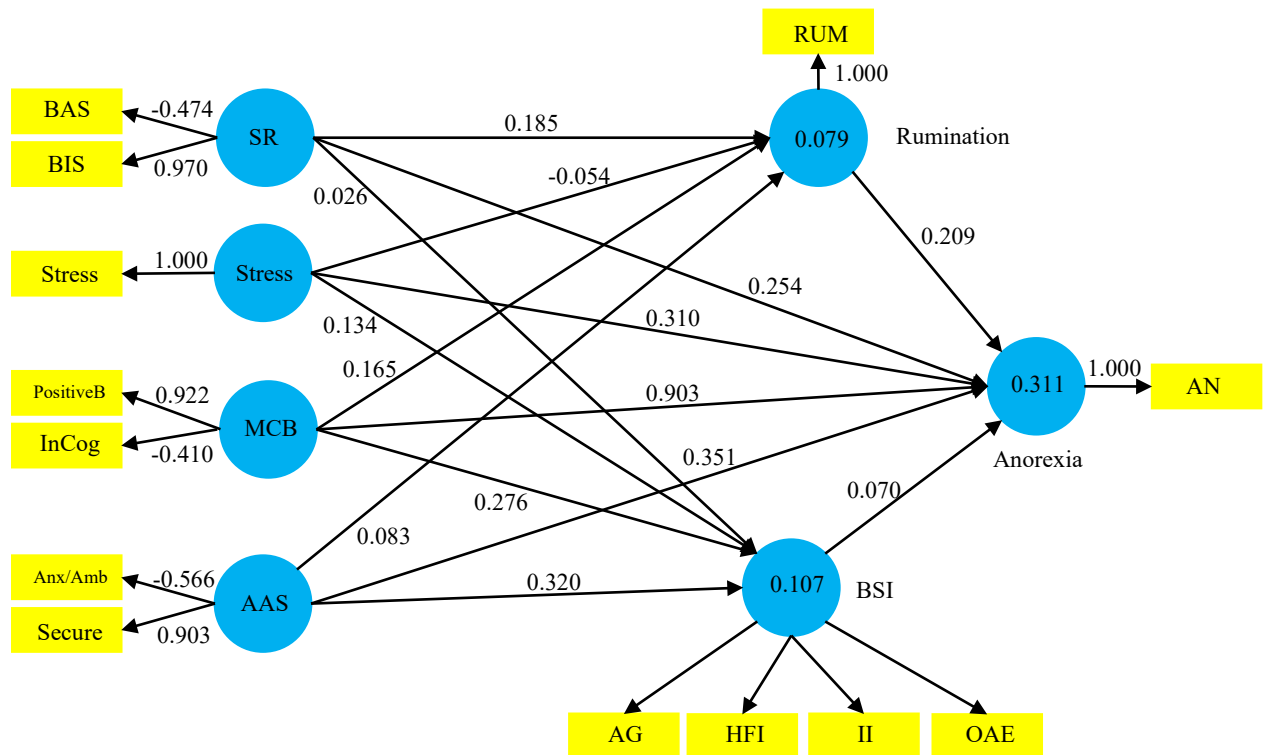 RUM
1.000
BAS
-0.474
SR
0.185
0.079
Rumination
BIS
0.970
-0.054
0.026
0.209
Stress
1.000
Stress
0.254
0.134
0.310
0.165
PositiveB
0.922
0.903
0.311
1.000
AN
InCog
-0.410
MCB
0.351
Anorexia
0.276
0.070
0.083
Anx/Amb
-0.566
0.320
0.107
BSI
Secure
0.903
AAS
AG
HFI
II
OAE